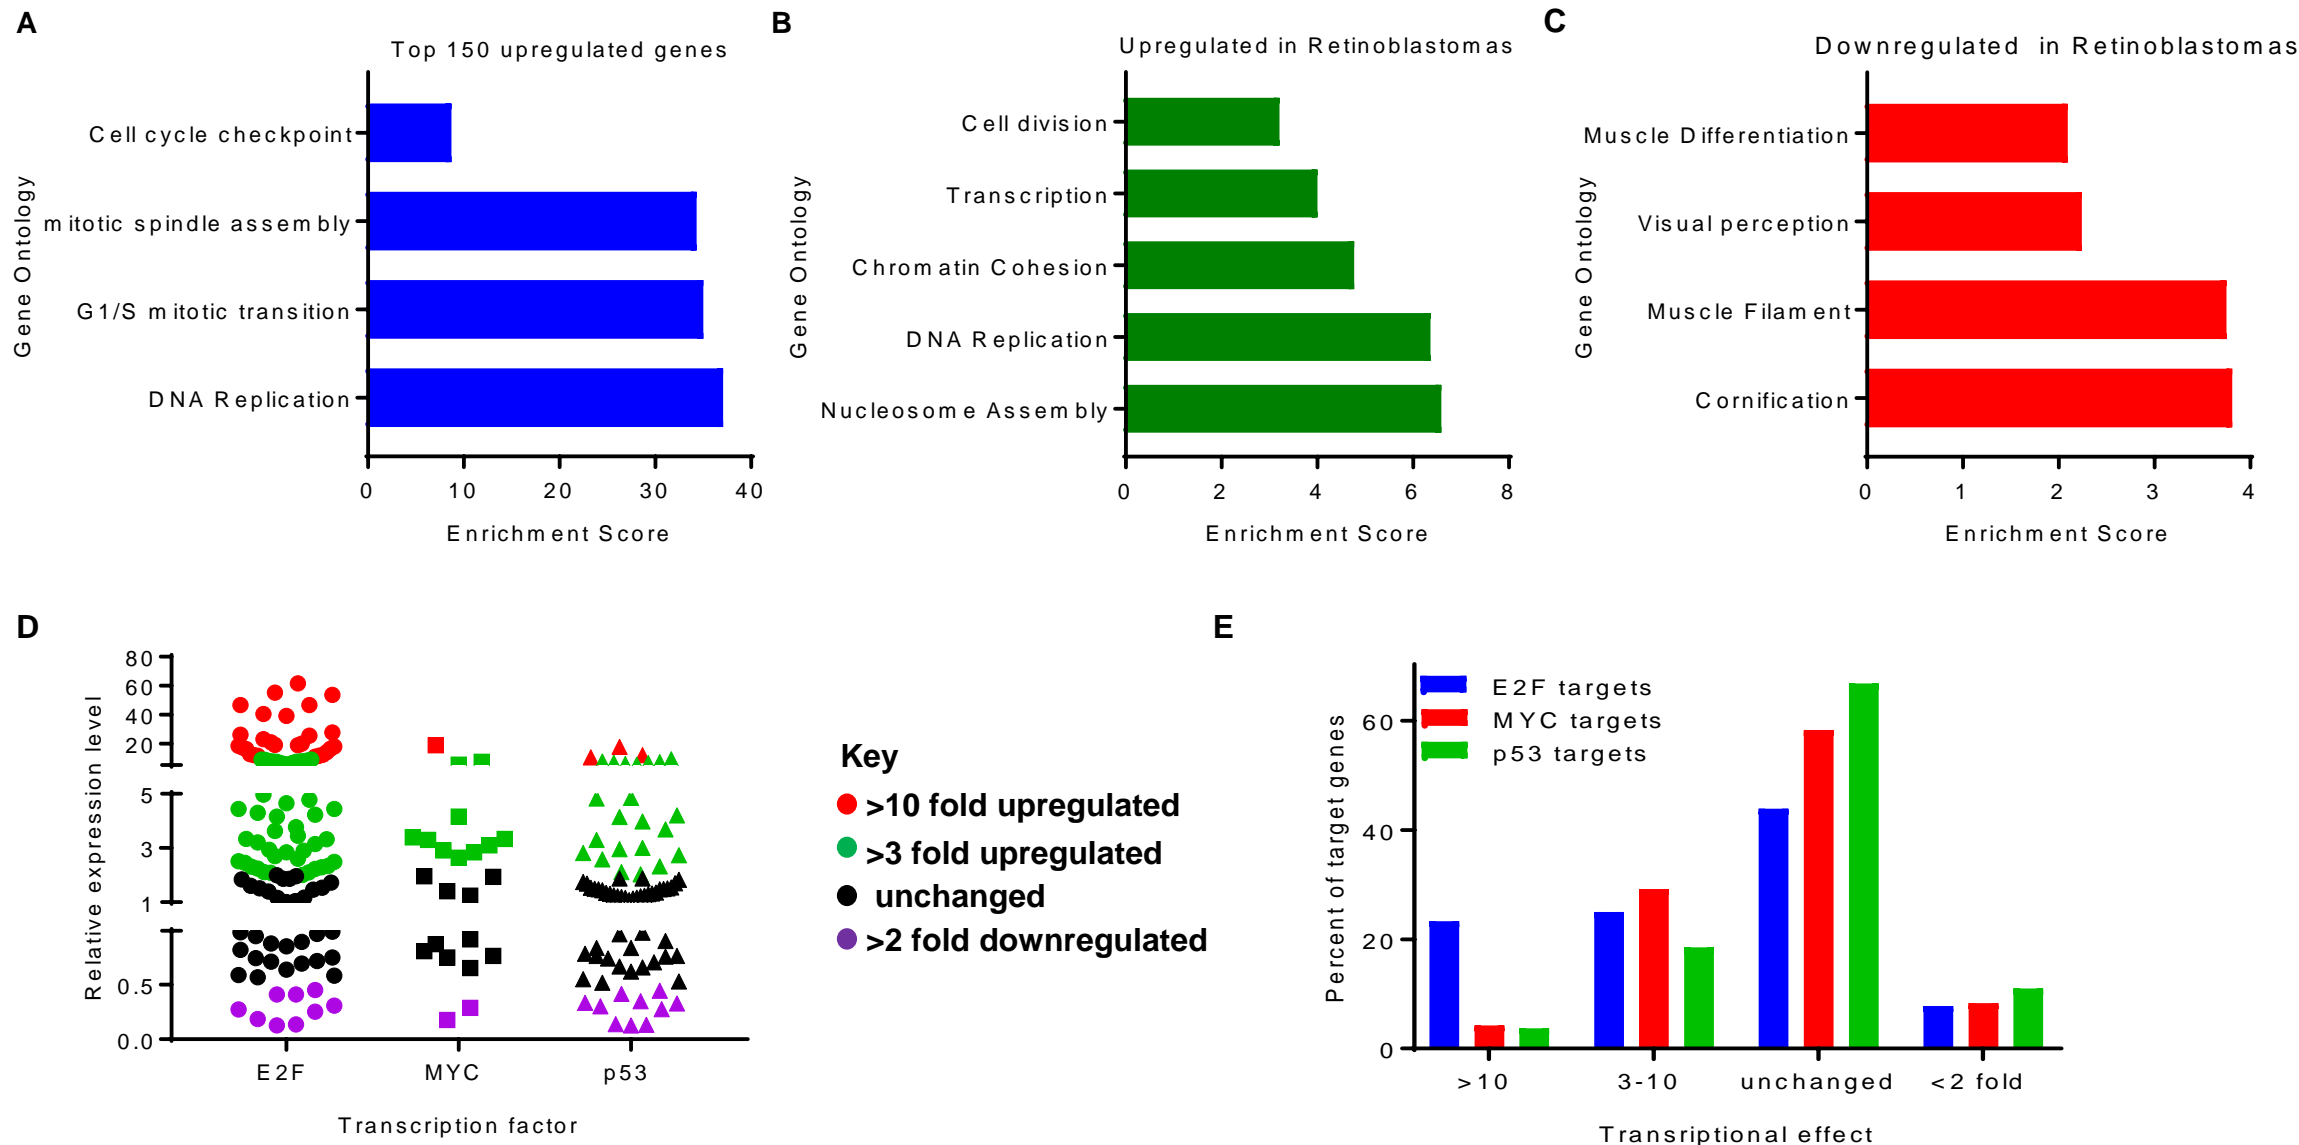 A
Top 150 upregulated genes
Gene Ontology
Cell cycle checkpoint
mitotic spindle assembly
G1/S mitotic transition
DNA Replication
0 10 20 30 40
Enrichment Score
B
Upregulated in Retinoblastomas
Gene Ontology
Cell division
Transcription
Chromatin Cohesion
DNA Replication
Nucleosome Assembly
0 2 4 6 8
Enrichment Score
C
Downregulated in Retinoblastomas
Gene Ontology
Muscle Differentiation
Visual perception
Muscle Filament
Cornification
0 1 2 3 4
Enrichment Score
D
Relative expression level
80
60
40
20
5
3
1
0.5
0.0
E2F MYC p53
Transcription factor
Key
>10 fold upregulated
>3 fold upregulated
unchanged
>2 fold downregulated
E
Percent of target genes
60
40
20
0
E2F targets
MYC targets
p53 targets
>10 3-10 unchanged <2 fold
Transriptional effect